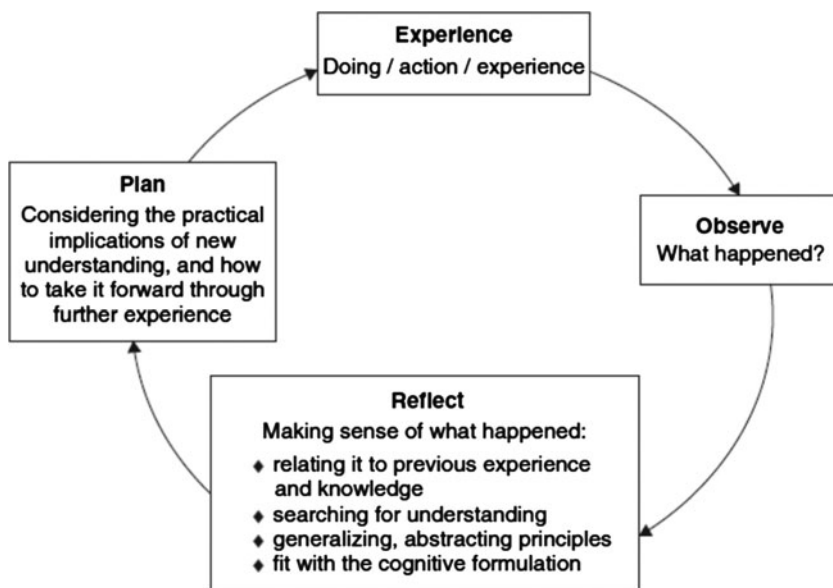 Experience
Doing / action / experience
Plan
Considering the practical
implications of new
understanding, and how
to take it forward through
further experience
Observe
What happened?
Reflect
Making sense of what happened:
♦ relating it to previous experience
and knowledge
♦ searching for understanding
♦ generalizing, abstracting principles
♦ fit with the cognitive formulation